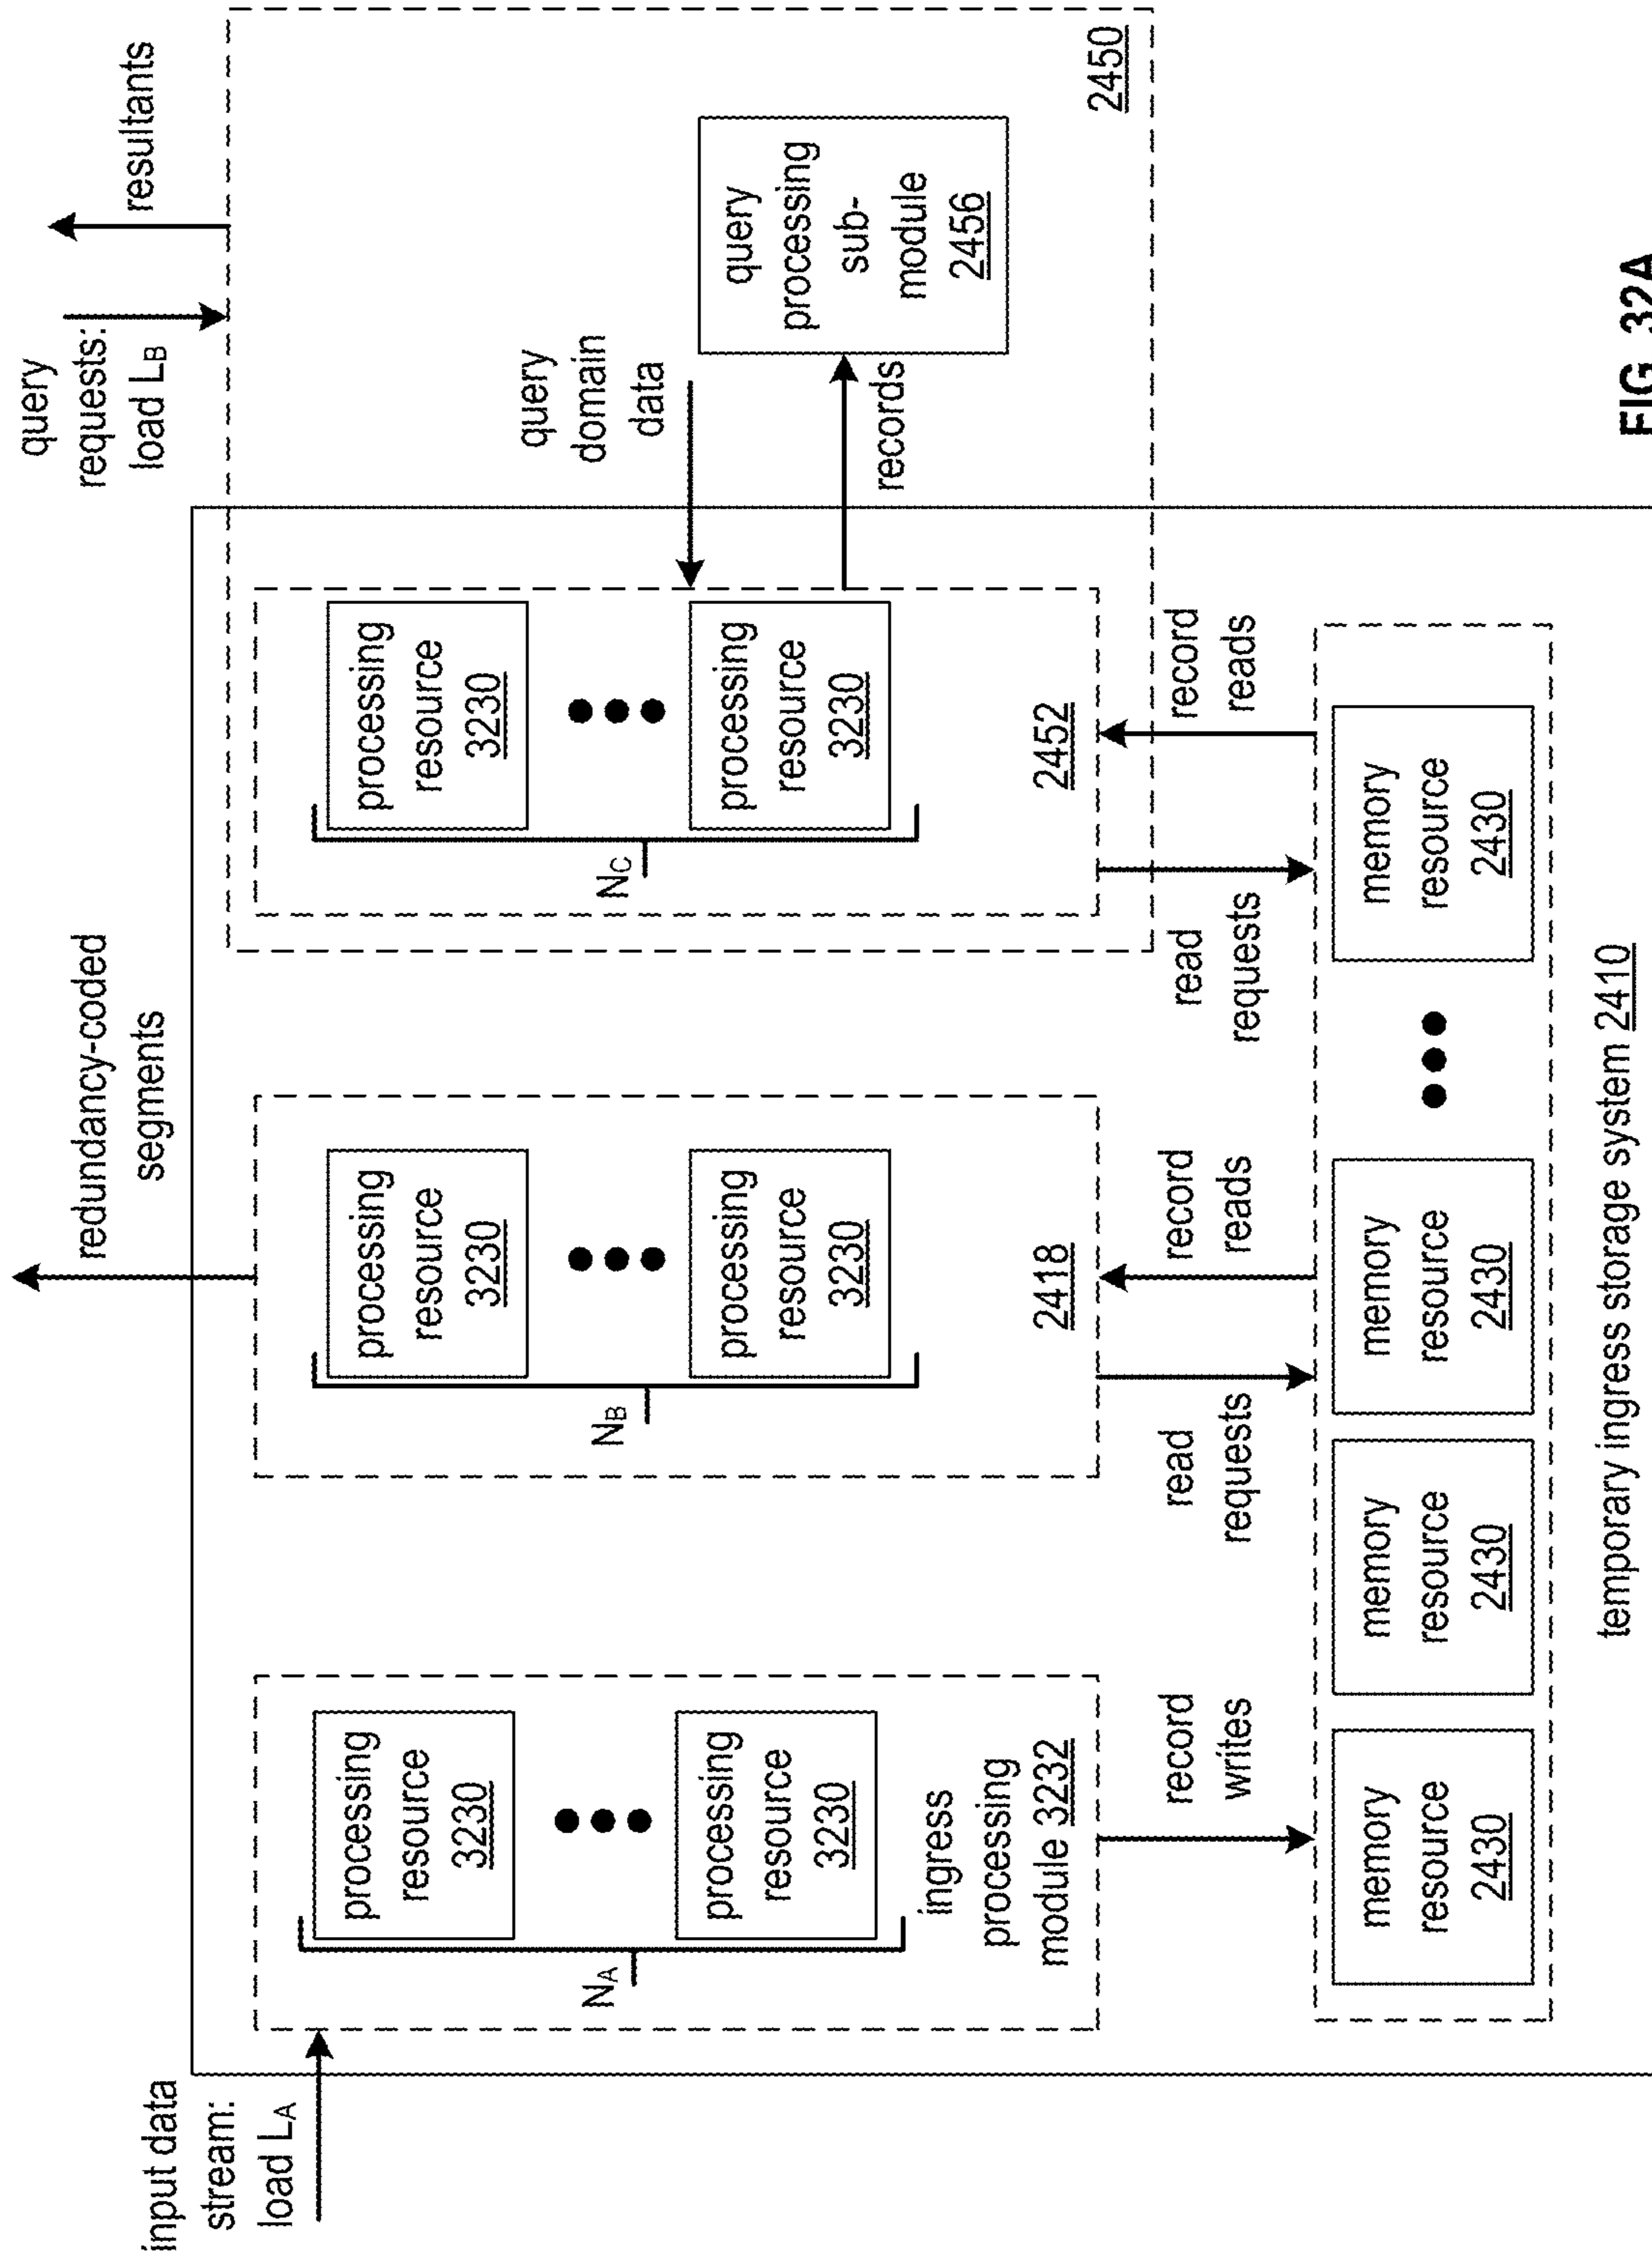 input data
stream:
load LA
redundancy-coded
segments
query
requests:
load LB
resultants
NA
processing
resource
3230
processing
resource
3230
ingress
processing
module 3232
NB
processing
resource
3230
processing
resource
3230
2418
NC
processing
resource
3230
processing
resource
3230
2452
query
domain
data
records
query
processing
sub-
module
2456
2450
record
writes
read
requests
record
reads
read
requests
record
reads
memory
resource
2430
memory
resource
2430
memory
resource
2430
memory
resource
2430
temporary ingress storage system 2410
FIG. 32A